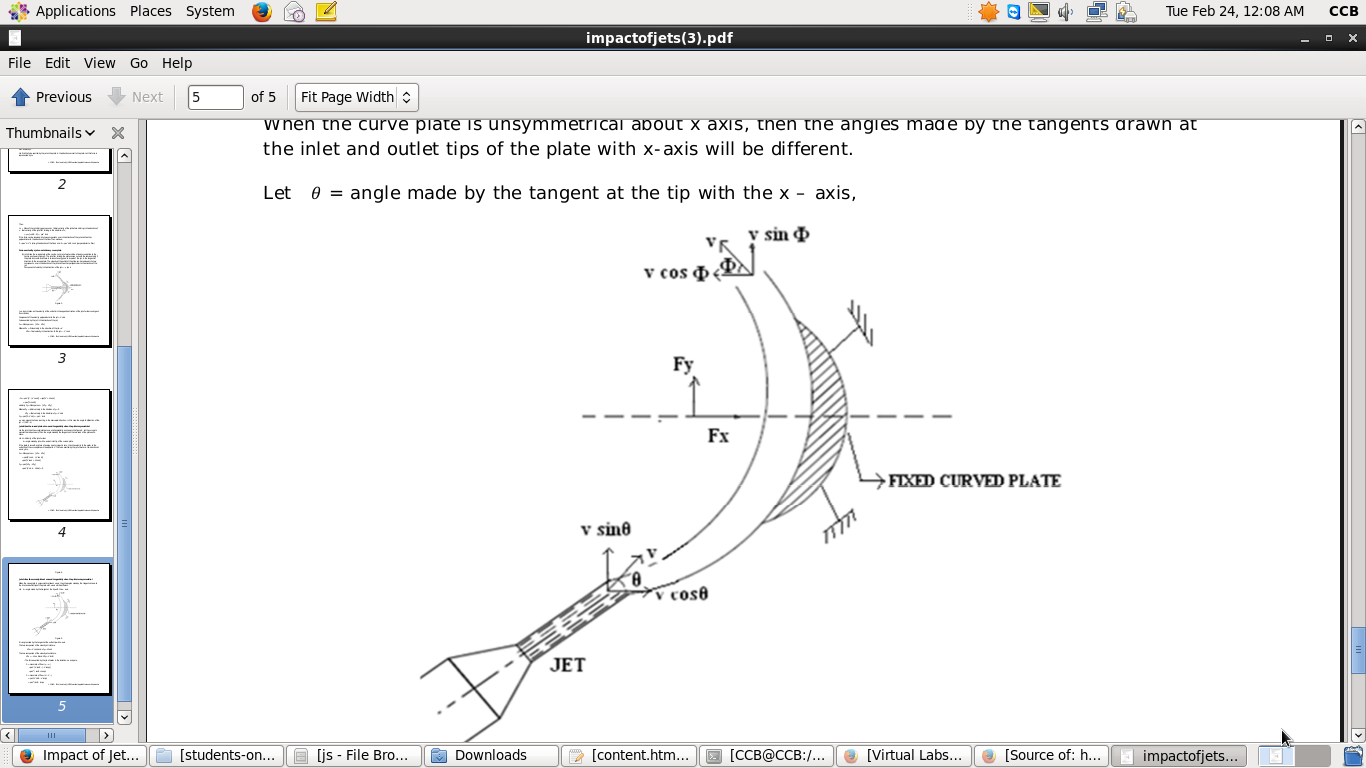 Applications Places System Tue Feb 24, 12:08 AM CCB
impactofjets(3).pdf
File Edit View Go Help
Previous Next 5 of 5 Fit Page Width
Thumbnails
2
3
4
5
When the curve plate is unsymmetrical about x axis, then the angles made by the tangents drawn at
the inlet and outlet tips of the plate with x-axis will be different.
Let θ = angle made by the tangent at the tip with the x – axis,
v v sin Φ
v cos Φ Φ
Fy
Fx
FIXED CURVED PLATE
v sinθ
v
θ
v cosθ
JET
Impact of Jet... [students-on... [js - File Bro... Downloads [content.htm... [CCB@CCB:/... [Virtual Labs... [Source of: h... impactofjets...